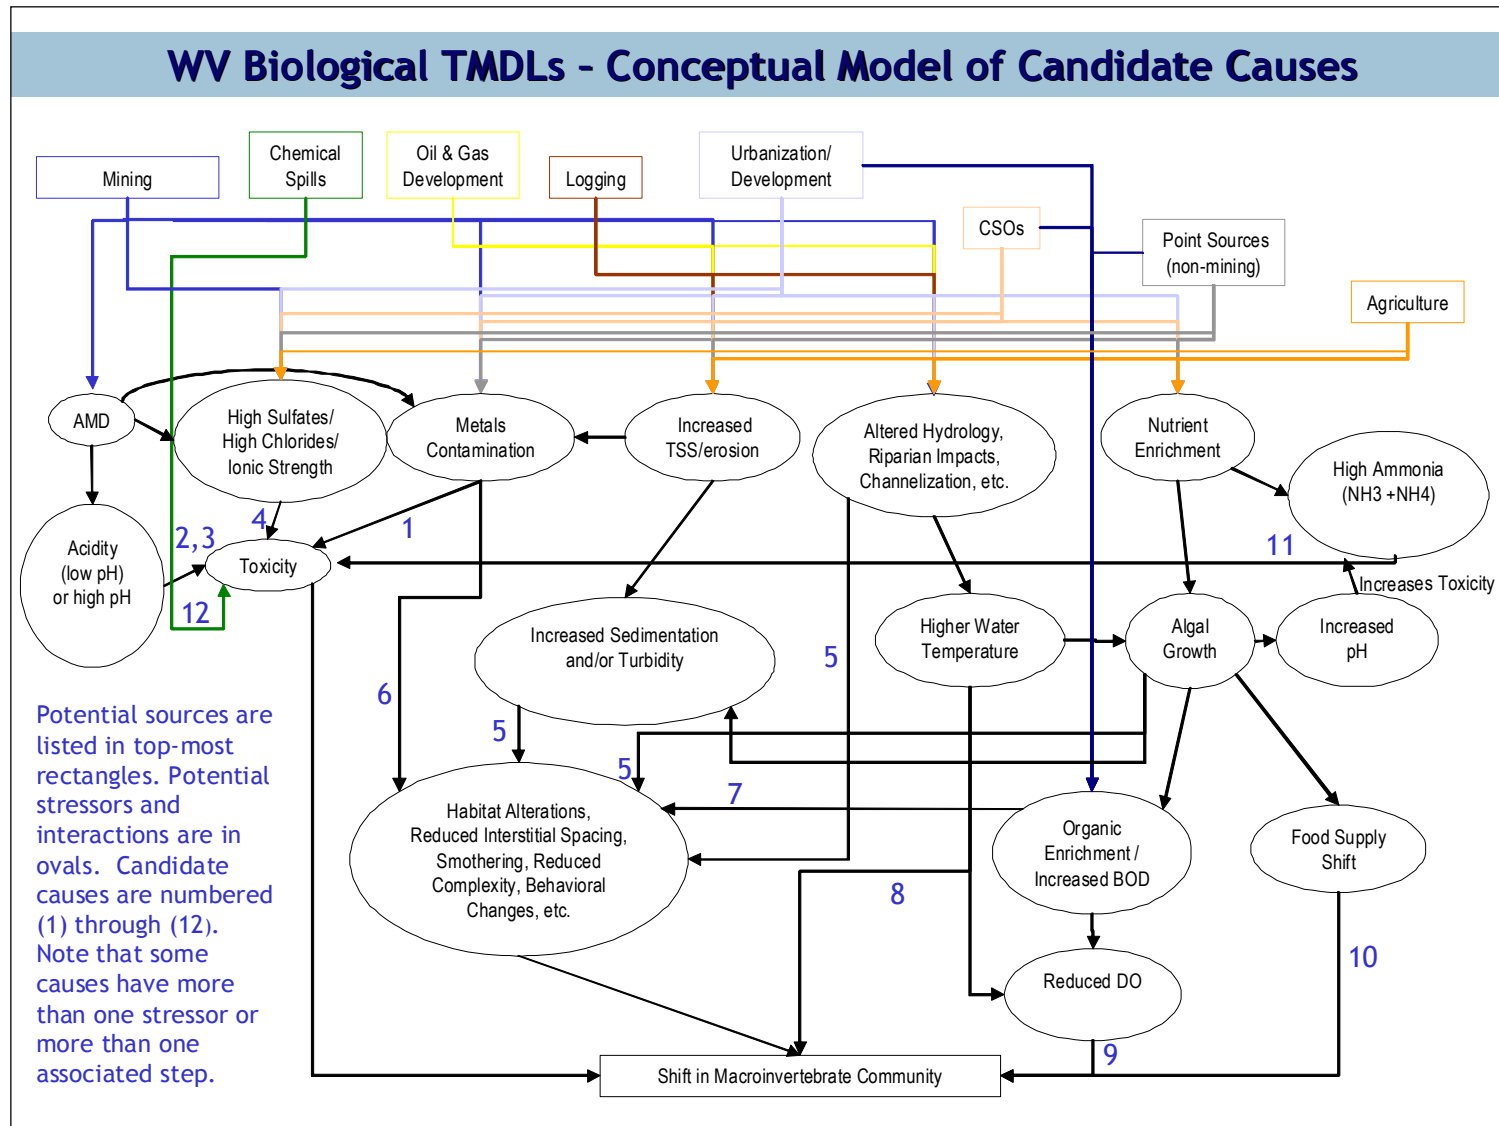 WV Biological TMDLs – Conceptual Model of Candidate Causes
Mining
Chemical
Spills
Oil & Gas
Development
Logging
Urbanization/
Development
CSOs
Point Sources
(non-mining)
Agriculture
AMD
High Sulfates/
High Chlorides/
Ionic Strength
Metals
Contamination
Increased
TSS/erosion
Altered Hydrology,
Riparian Impacts,
Channelization, etc.
Nutrient
Enrichment
High Ammonia
(NH3 +NH4)
Acidity
(low pH)
or high pH
2,3
4
1
11
Toxicity
12
Increases Toxicity
Increased Sedimentation
and/or Turbidity
5
Higher Water
Temperature
Algal
Growth
Increased
pH
6
5
5
7
Potential sources are
listed in top-most
rectangles. Potential
stressors and
interactions are in
ovals.  Candidate
causes are numbered
(1) through (12).
Note that some
causes have more
than one stressor or
more than one
associated step.
Habitat Alterations,
Reduced Interstitial Spacing,
Smothering, Reduced
Complexity, Behavioral
Changes, etc.
8
Organic
Enrichment /
Increased BOD
Food Supply
Shift
Reduced DO
10
9
Shift in Macroinvertebrate Community